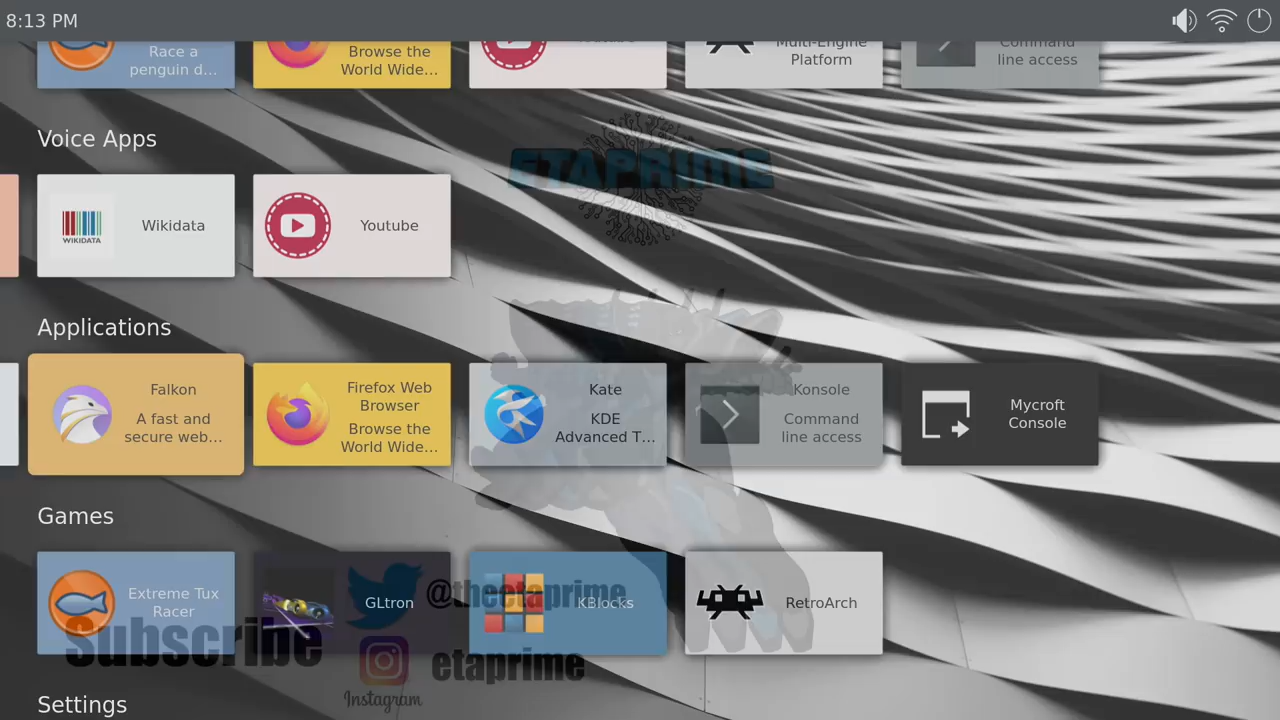 8:13 PM
Race a
penguin d...
Browse the
World Wide...
Multi-Engine
Platform
Command
line access
Voice Apps
ETAPRIME
WIKIDATA
Wikidata
Youtube
Applications
Falkon
A fast and
secure web...
Firefox Web
Browser
Browse the
World Wide...
Kate
KDE
Advanced T...
Konsole
Command
line access
Mycroft
Console
Games
Extreme Tux
Racer
GLtron
@theetaprime
KBlocks
RetroArch
Subscribe
etaprime
Instagram
Settings